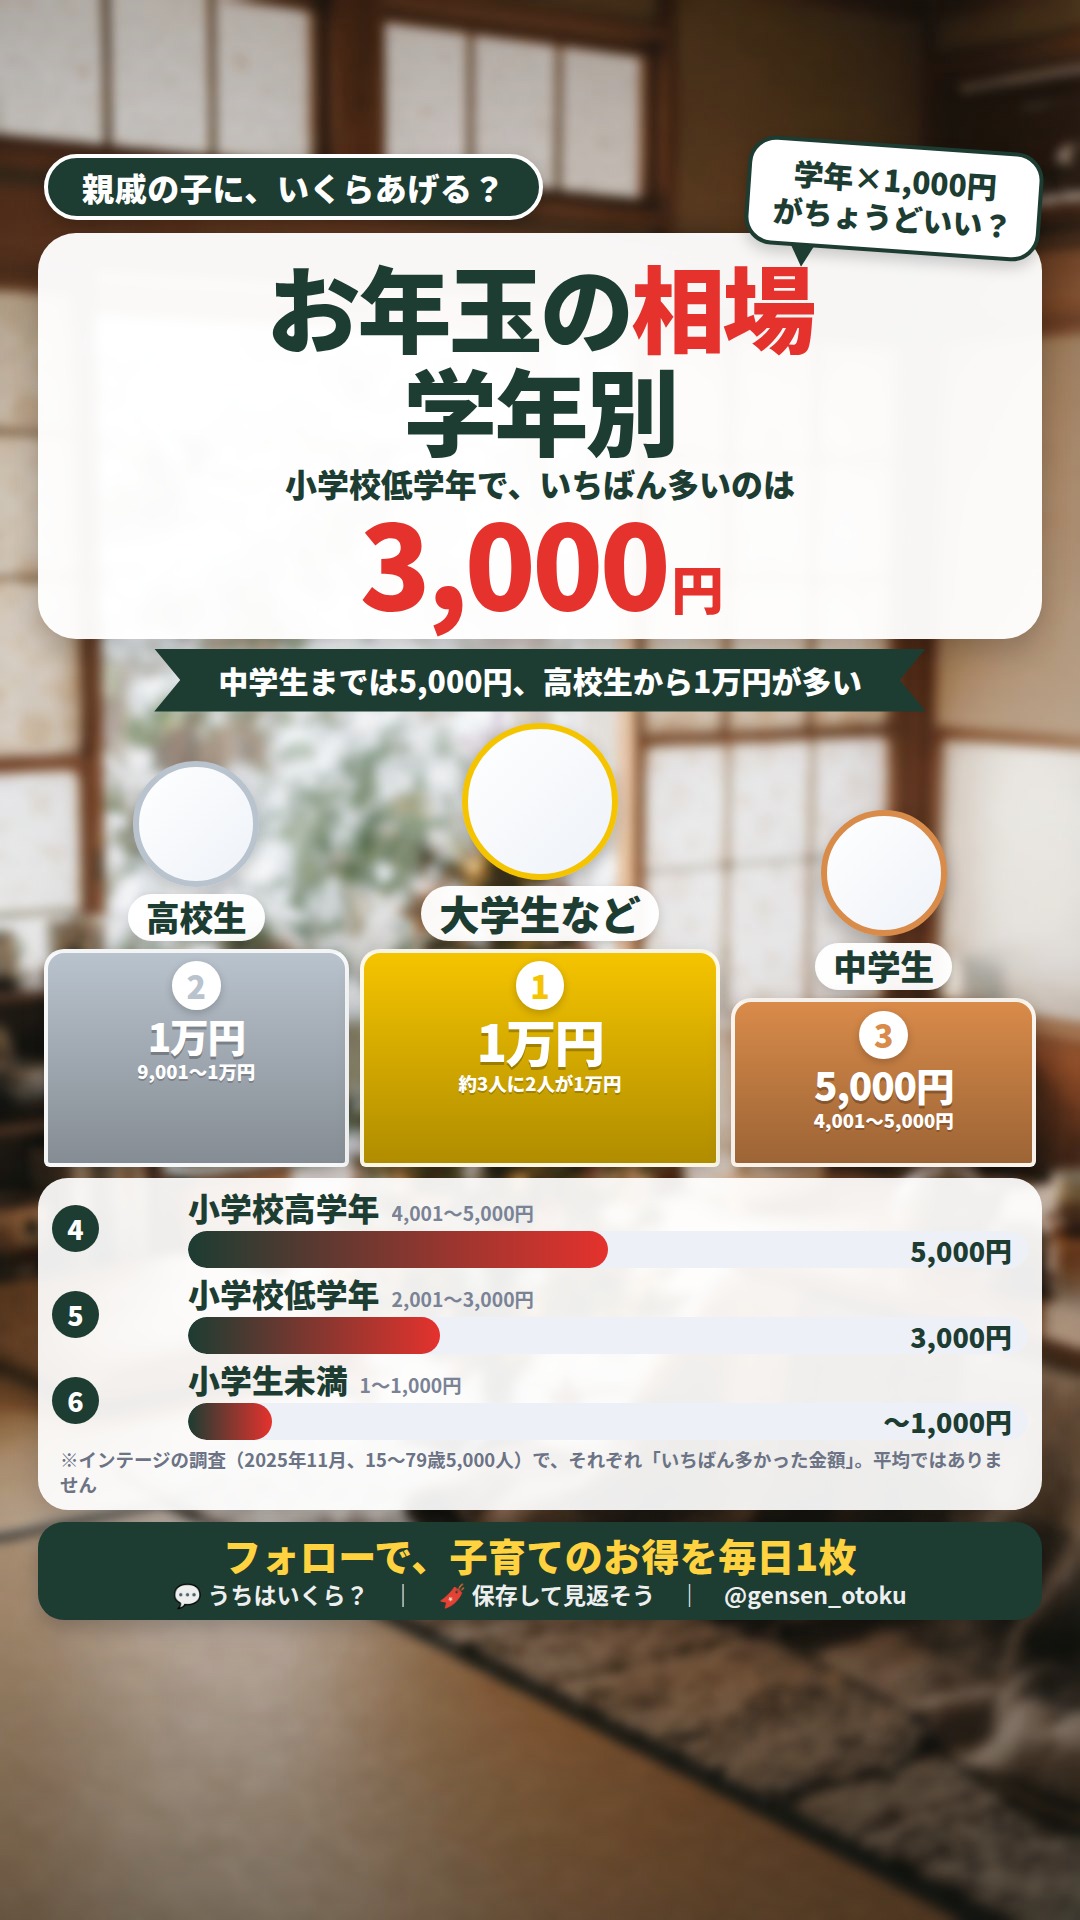 親戚の子に、いくらあげる？
学年×1,000円
がちょうどいい？
お年玉の相場
学年別
小学校低学年で、いちばん多いのは
3,000円
中学生までは5,000円、高校生から1万円が多い
高校生
2
1万円
9,001〜1万円
大学生など
1
1万円
約3人に2人が1万円
中学生
3
5,000円
4,001〜5,000円
4
小学校高学年 4,001〜5,000円
5,000円
5
小学校低学年 2,001〜3,000円
3,000円
6
小学生未満 1〜1,000円
〜1,000円
※インテージの調査（2025年11月、15〜79歳5,000人）で、それぞれ「いちばん多かった金額」。平均ではありま
せん
フォローで、子育てのお得を毎日1枚
💬 うちはいくら？ ｜ 🔖 保存して見返そう ｜ @gensen_otoku